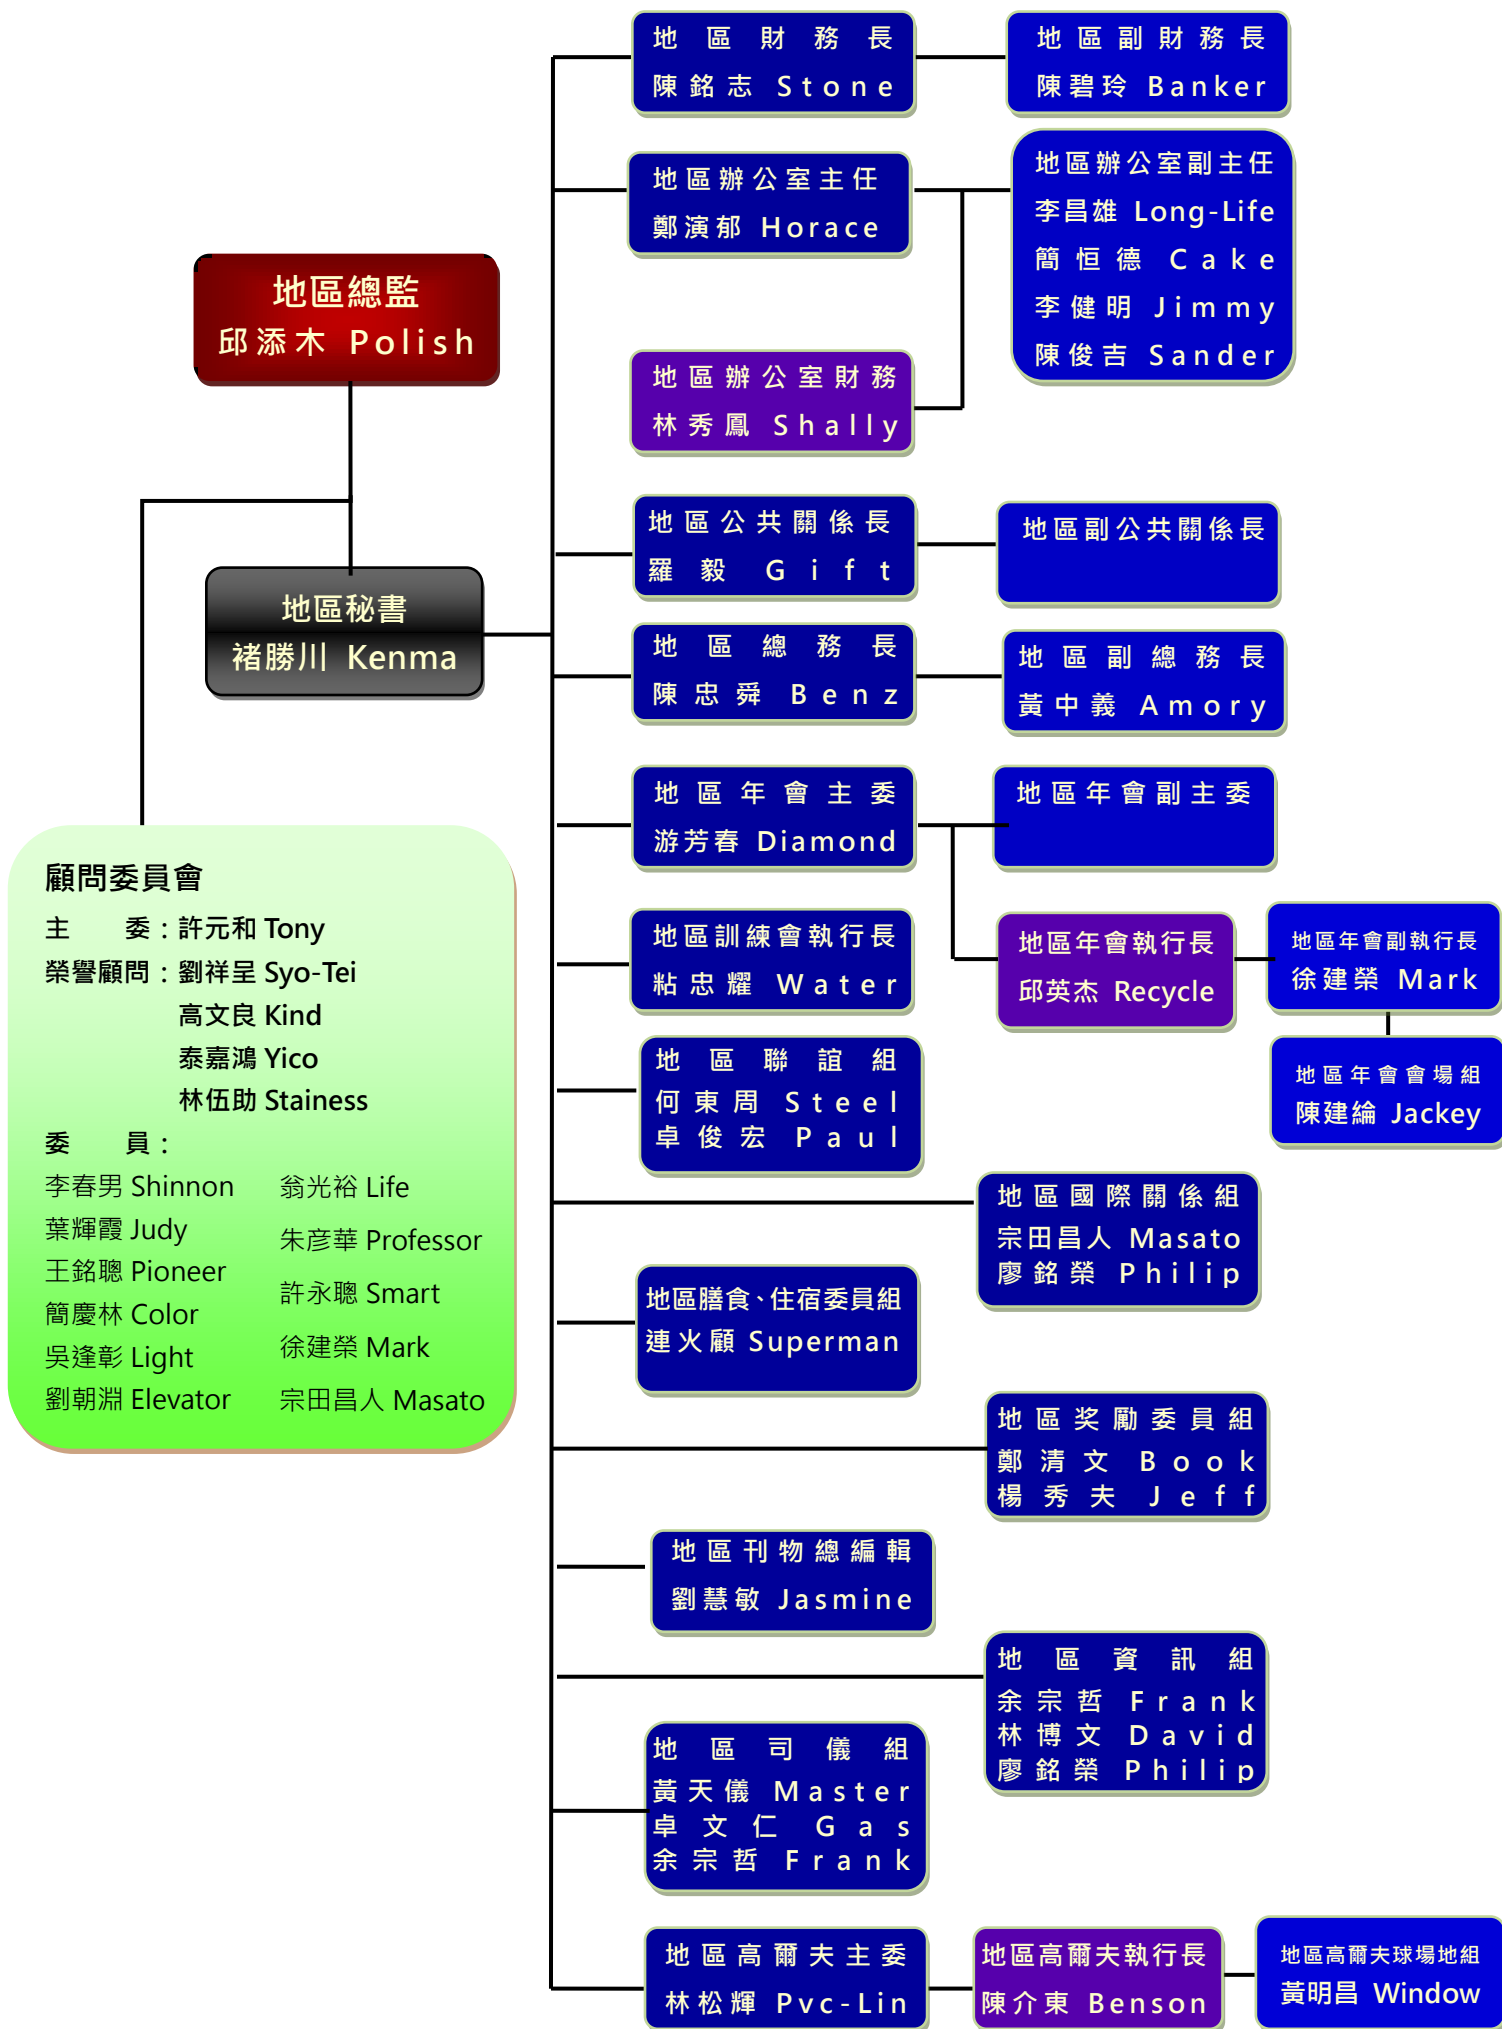 地區財務長
陳銘志 Stone
地區副財務長
陳碧玲 Banker
地區辦公室主任
鄭演郁 Horace
地區辦公室副主任
李昌雄 Long-Life
簡恒德 Cake
李健明 Jimmy
陳俊吉 Sander
地區總監
邱添木 Polish
地區辦公室財務
林秀鳳 Shally
地區公共關係長
羅毅 Gift
地區副公共關係長
地區秘書
褚勝川 Kenma
地區總務長
陳忠舜 Benz
地區副總務長
黃中義 Amory
地區年會主委
游芳春 Diamond
地區年會副主委
顧問委員會
主委：許元和 Tony
榮譽顧問：劉祥呈 Syo-Tei
高文良 Kind
泰嘉鴻 Yico
林伍助 Stainess
委員：
李春男 Shinnon
葉輝霞 Judy
王銘聰 Pioneer
簡慶林 Color
吳逢彰 Light
劉朝淵 Elevator
翁光裕 Life
朱彦華 Professor
許永聰 Smart
徐建榮 Mark
宗田昌人 Masato
地區訓練會執行長
粘忠耀 Water
地區年會執行長
邱英杰 Recycle
地區年會副執行長
徐建榮 Mark
地區年會會場組
陳建綸 Jackey
地區聯誼組
何東周 Steel
卓俊宏 Paul
地區國際關係組
宗田昌人 Masato
廖銘榮 Philip
地區膳食、住宿委員組
連火顧 Superman
地區奖勵委員組
鄭清文 Book
楊秀夫 Jeff
地區刊物總編輯
劉慧敏 Jasmine
地區資訊組
余宗哲 Frank
林博文 David
廖銘榮 Philip
地區司儀組
黃天儀 Master
卓文仁 Gas
余宗哲 Frank
地區高爾夫主委
林松輝 Pvc-Lin
地區高爾夫執行長
陳介東 Benson
地區高爾夫球場地組
黃明昌 Window